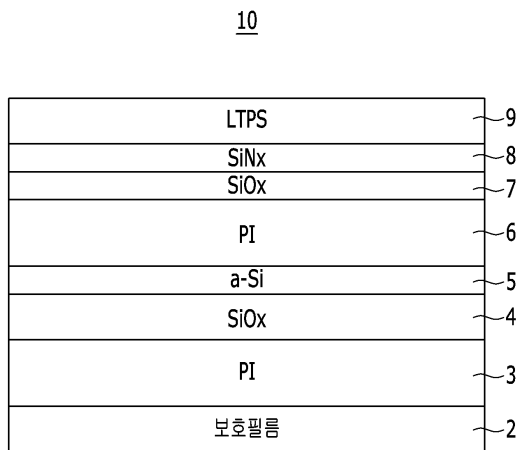 10
LTPS 9
SiNx 8
SiOx 7
PI 6
a-Si 5
SiOx 4
PI 3
보호필름 2